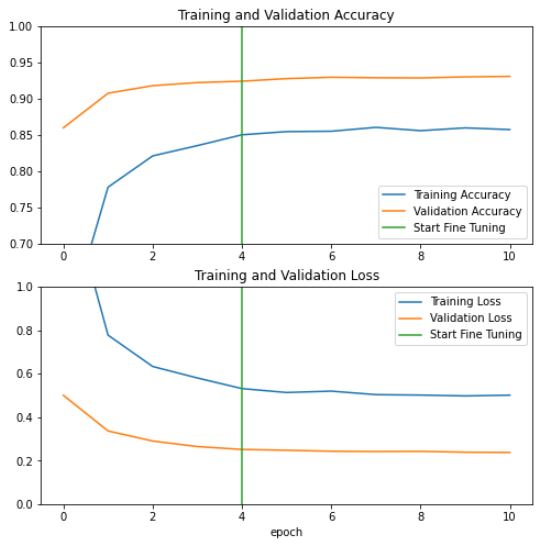 Training and Validation Accuracy
1.00
0.95
0.90
0.85
0.80
0.75
0.70
Training Accuracy
Validation Accuracy
Start Fine Tuning
0 2 4 6 8 10
Training and Validation Loss
1.0
0.8
0.6
0.4
0.2
0.0
Training Loss
Validation Loss
Start Fine Tuning
0 2 4 6 8 10
epoch